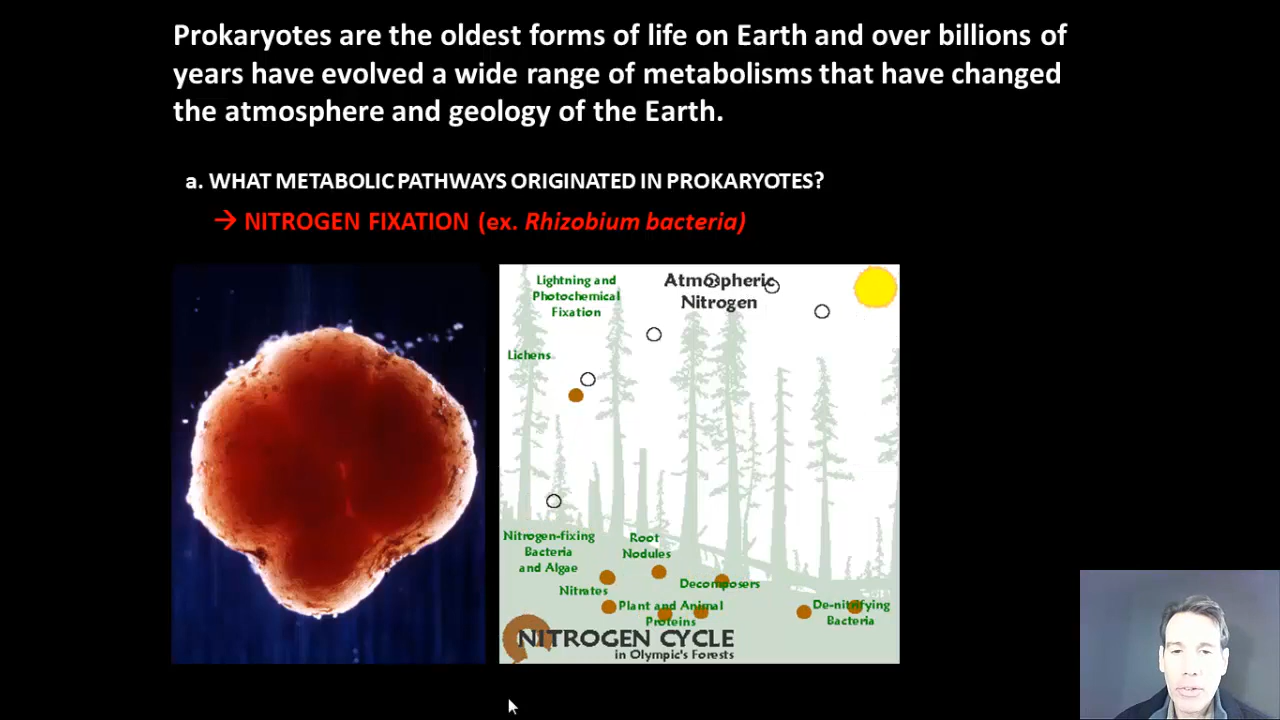 Prokaryotes are the oldest forms of life on Earth and over billions of
years have evolved a wide range of metabolisms that have changed
the atmosphere and geology of the Earth.
a. WHAT METABOLIC PATHWAYS ORIGINATED IN PROKARYOTES?
→ NITROGEN FIXATION (ex. Rhizobium bacteria)
Lightning and
Photochemical
Fixation
Atmospheric
Nitrogen
Lichens
Nitrogen-fixing
Bacteria
and Algae
Root
Nodules
Nitrates
Decomposers
Plant and Animal
Proteins
De-nitrifying
Bacteria
NITROGEN CYCLE
in Olympic's Forests